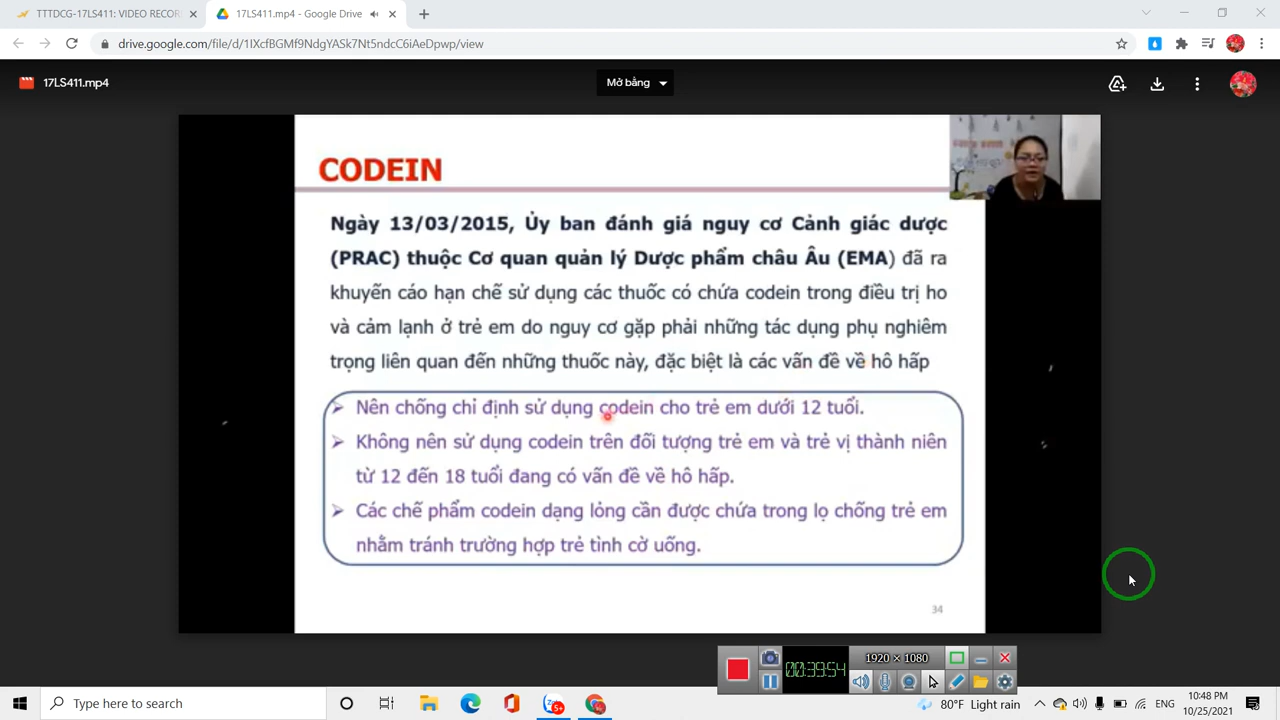 TTTDCG-17LS411: VIDEO RECOR
17LS411.mp4 - Google Drive
drive.google.com/file/d/1IXcfBGMf9NdgYASk7Nt5ndcC6iAeDpwp/view
17LS411.mp4
Mở bằng
CODEIN
Ngày 13/03/2015, Ủy ban đánh giá nguy cơ Cảnh giác dược
(PRAC) thuộc Cơ quan quản lý Dược phẩm châu Âu (EMA) đã ra
khuyến cáo hạn chế sử dụng các thuốc có chứa codein trong điều trị ho
và cảm lạnh ở trẻ em do nguy cơ gặp phải những tác dụng phụ nghiêm
trọng liên quan đến những thuốc này, đặc biệt là các vấn đề về hô hấp
➢ Nên chống chỉ định sử dụng codein cho trẻ em dưới 12 tuổi.
➢ Không nên sử dụng codein trên đối tượng trẻ em và trẻ vị thành niên
từ 12 đến 18 tuổi đang có vấn đề về hô hấp.
➢ Các chế phẩm codein dạng lỏng cần được chứa trong lọ chống trẻ em
nhằm tránh trường hợp trẻ tình cờ uống.
34
00:39:54
1920 × 1080
Type here to search
5+
80°F Light rain
ENG
10:48 PM
10/25/2021